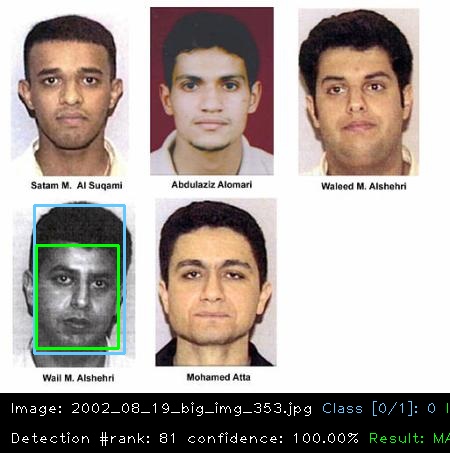 Satam M. Al Suqami
Abdulaziz Alomari
Waleed M. Alshehri
Wail M. Alshehri
Mohamed Atta
Image: 2002_08_19_big_img_353.jpg Class [0/1]: 0
Detection #rank: 81 confidence: 100.00% Result: MA